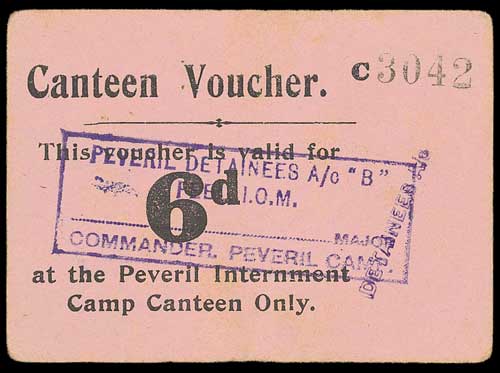 Canteen Voucher. C3042
This voucher is valid for
6d
at the Peveril Internment
Camp Canteen Only.
PEVERIL DETAINEES A/c "B"
PEEL I.O.M.
MAJOR
COMMANDER. PEVERIL CAMP
DETAINEES A/c